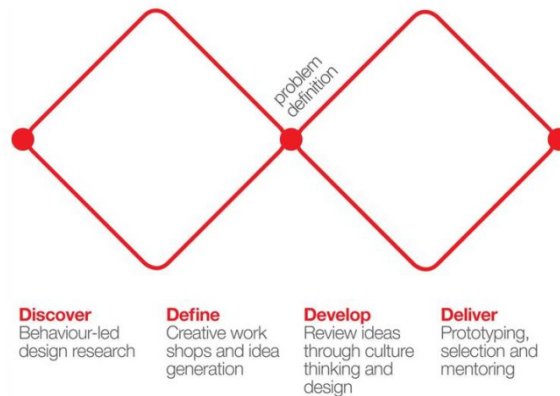 problem
definition
Discover
Behaviour-led
design research
Define
Creative work
shops and idea
generation
Develop
Review ideas
through culture
thinking and
design
Deliver
Prototyping,
selection and
mentoring